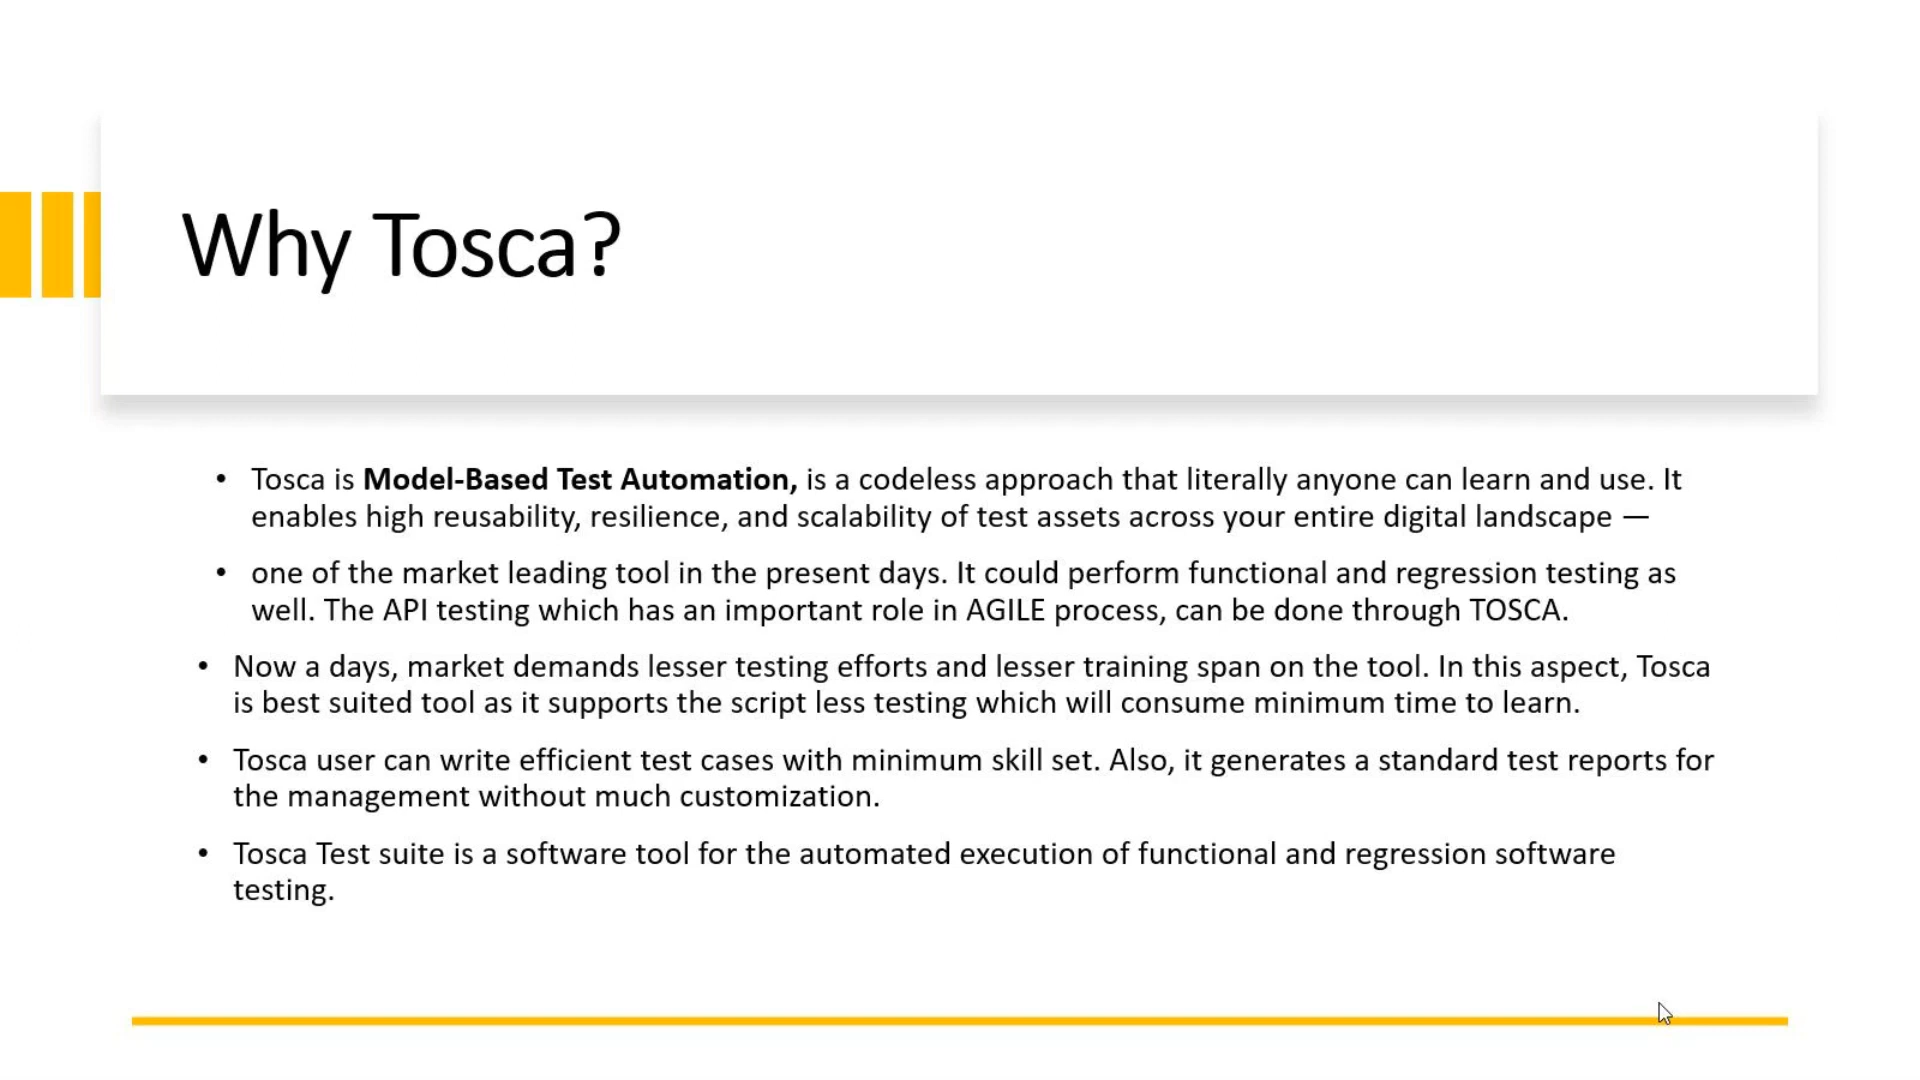 Why Tosca?
• Tosca is Model-Based Test Automation, is a codeless approach that literally anyone can learn and use. It
enables high reusability, resilience, and scalability of test assets across your entire digital landscape —
• one of the market leading tool in the present days. It could perform functional and regression testing as
well. The API testing which has an important role in AGILE process, can be done through TOSCA.
• Now a days, market demands lesser testing efforts and lesser training span on the tool. In this aspect, Tosca
is best suited tool as it supports the script less testing which will consume minimum time to learn.
• Tosca user can write efficient test cases with minimum skill set. Also, it generates a standard test reports for
the management without much customization.
• Tosca Test suite is a software tool for the automated execution of functional and regression software
testing.